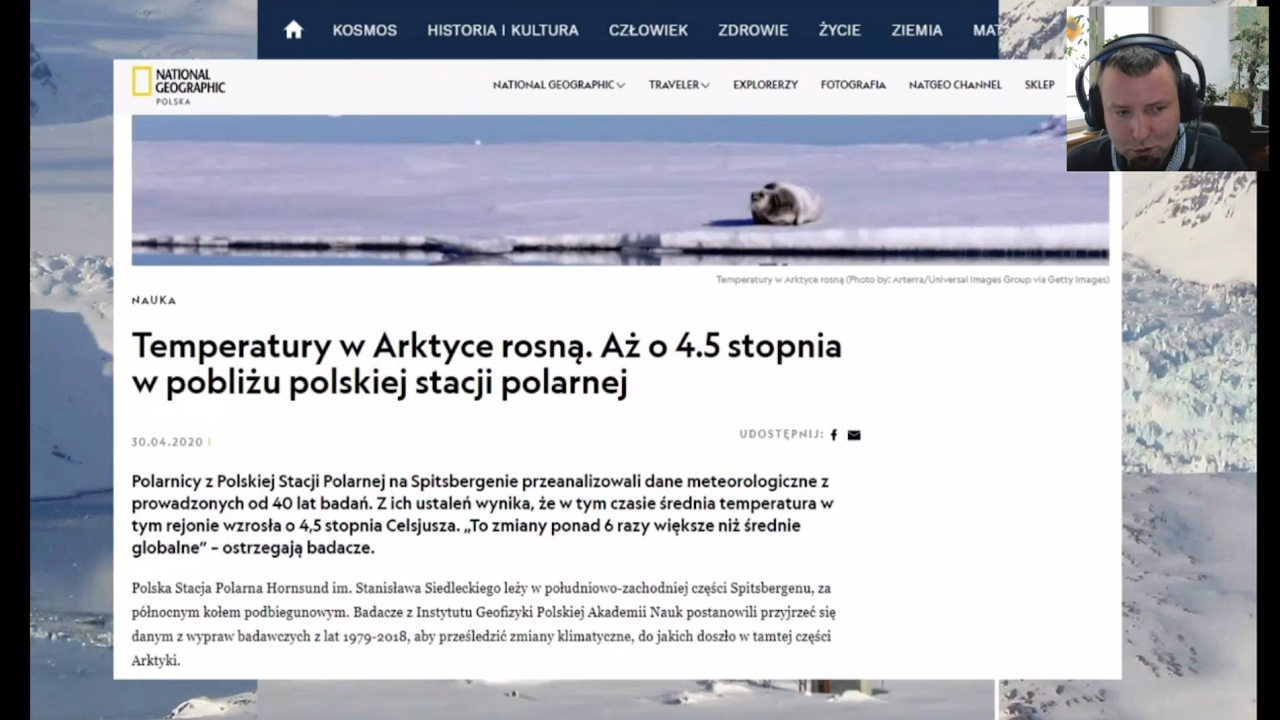 KOSMOS HISTORIA I KULTURA CZŁOWIEK ZDROWIE ŻYCIE ZIEMIA MAT
NATIONAL
GEOGRAPHIC
POLSKA
NATIONAL GEOGRAPHIC TRAVELER EXPLORERZY FOTOGRAFIA NATGEO CHANNEL SKLEP
Temperatury w Arktyce rosną (Photo by: Arterra/Universal Images Group via Getty Images)
NAUKA
Temperatury w Arktyce rosną. Aż o 4.5 stopnia
w pobliżu polskiej stacji polarnej
30.04.2020
UDOSTĘPNIJ:
Polarnicy z Polskiej Stacji Polarnej na Spitsbergenie przeanalizowali dane meteorologiczne z
prowadzonych od 40 lat badań. Z ich ustaleń wynika, że w tym czasie średnia temperatura w
tym rejonie wzrosła o 4,5 stopnia Celsjusza. „To zmiany ponad 6 razy większe niż średnie
globalne” – ostrzegają badacze.
Polska Stacja Polarna Hornsund im. Stanisława Siedleckiego leży w południowo-zachodniej części Spitsbergenu, za
północnym kołem podbiegunowym. Badacze z Instytutu Geofizyki Polskiej Akademii Nauk postanowili przyjrzeć się
danym z wypraw badawczych z lat 1979-2018, aby prześledzić zmiany klimatyczne, do jakich doszło w tamtej części
Arktyki.